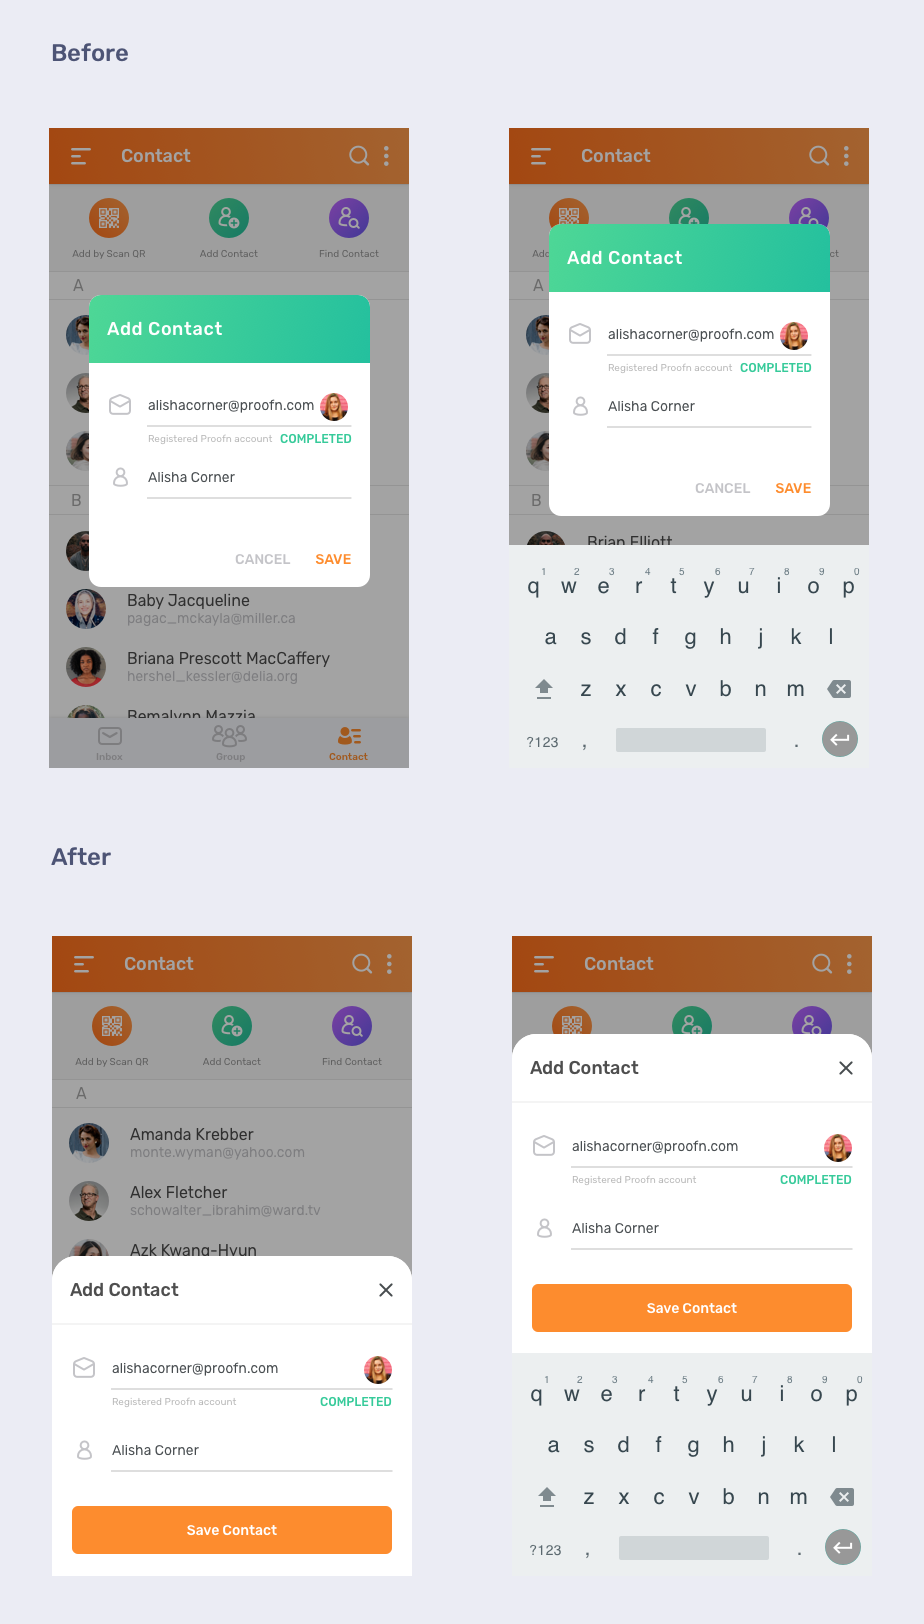 Before
Contact
Add by Scan QR Add Contact Find Contact
A
Add Contact
alishacorner@proofn.com
Registered Proofn account COMPLETED
Alisha Corner
B
CANCEL SAVE
Baby Jacqueline
pagac_mckayla@miller.ca
Briana Prescott MacCaffery
hershel_kessler@delia.org
Bemalynn Mazzia
Inbox Group Contact
Contact
Add Contact
A
alishacorner@proofn.com
Registered Proofn account COMPLETED
Alisha Corner
CANCEL SAVE
B
Brian Elliott
1 2 3 4 5 6 7 8 9 0
q w e r t y u i o p
a s d f g h j k l
z x c v b n m
?123 , .
After
Contact
Add by Scan QR Add Contact Find Contact
A
Amanda Krebber
monte.wyman@yahoo.com
Alex Fletcher
schowalter_ibrahim@ward.tv
Azk Kwang-Hyun
Add Contact
alishacorner@proofn.com
Registered Proofn account COMPLETED
Alisha Corner
Save Contact
Contact
Add Contact
alishacorner@proofn.com
Registered Proofn account COMPLETED
Alisha Corner
Save Contact
1 2 3 4 5 6 7 8 9 0
q w e r t y u i o p
a s d f g h j k l
z x c v b n m
?123 , .